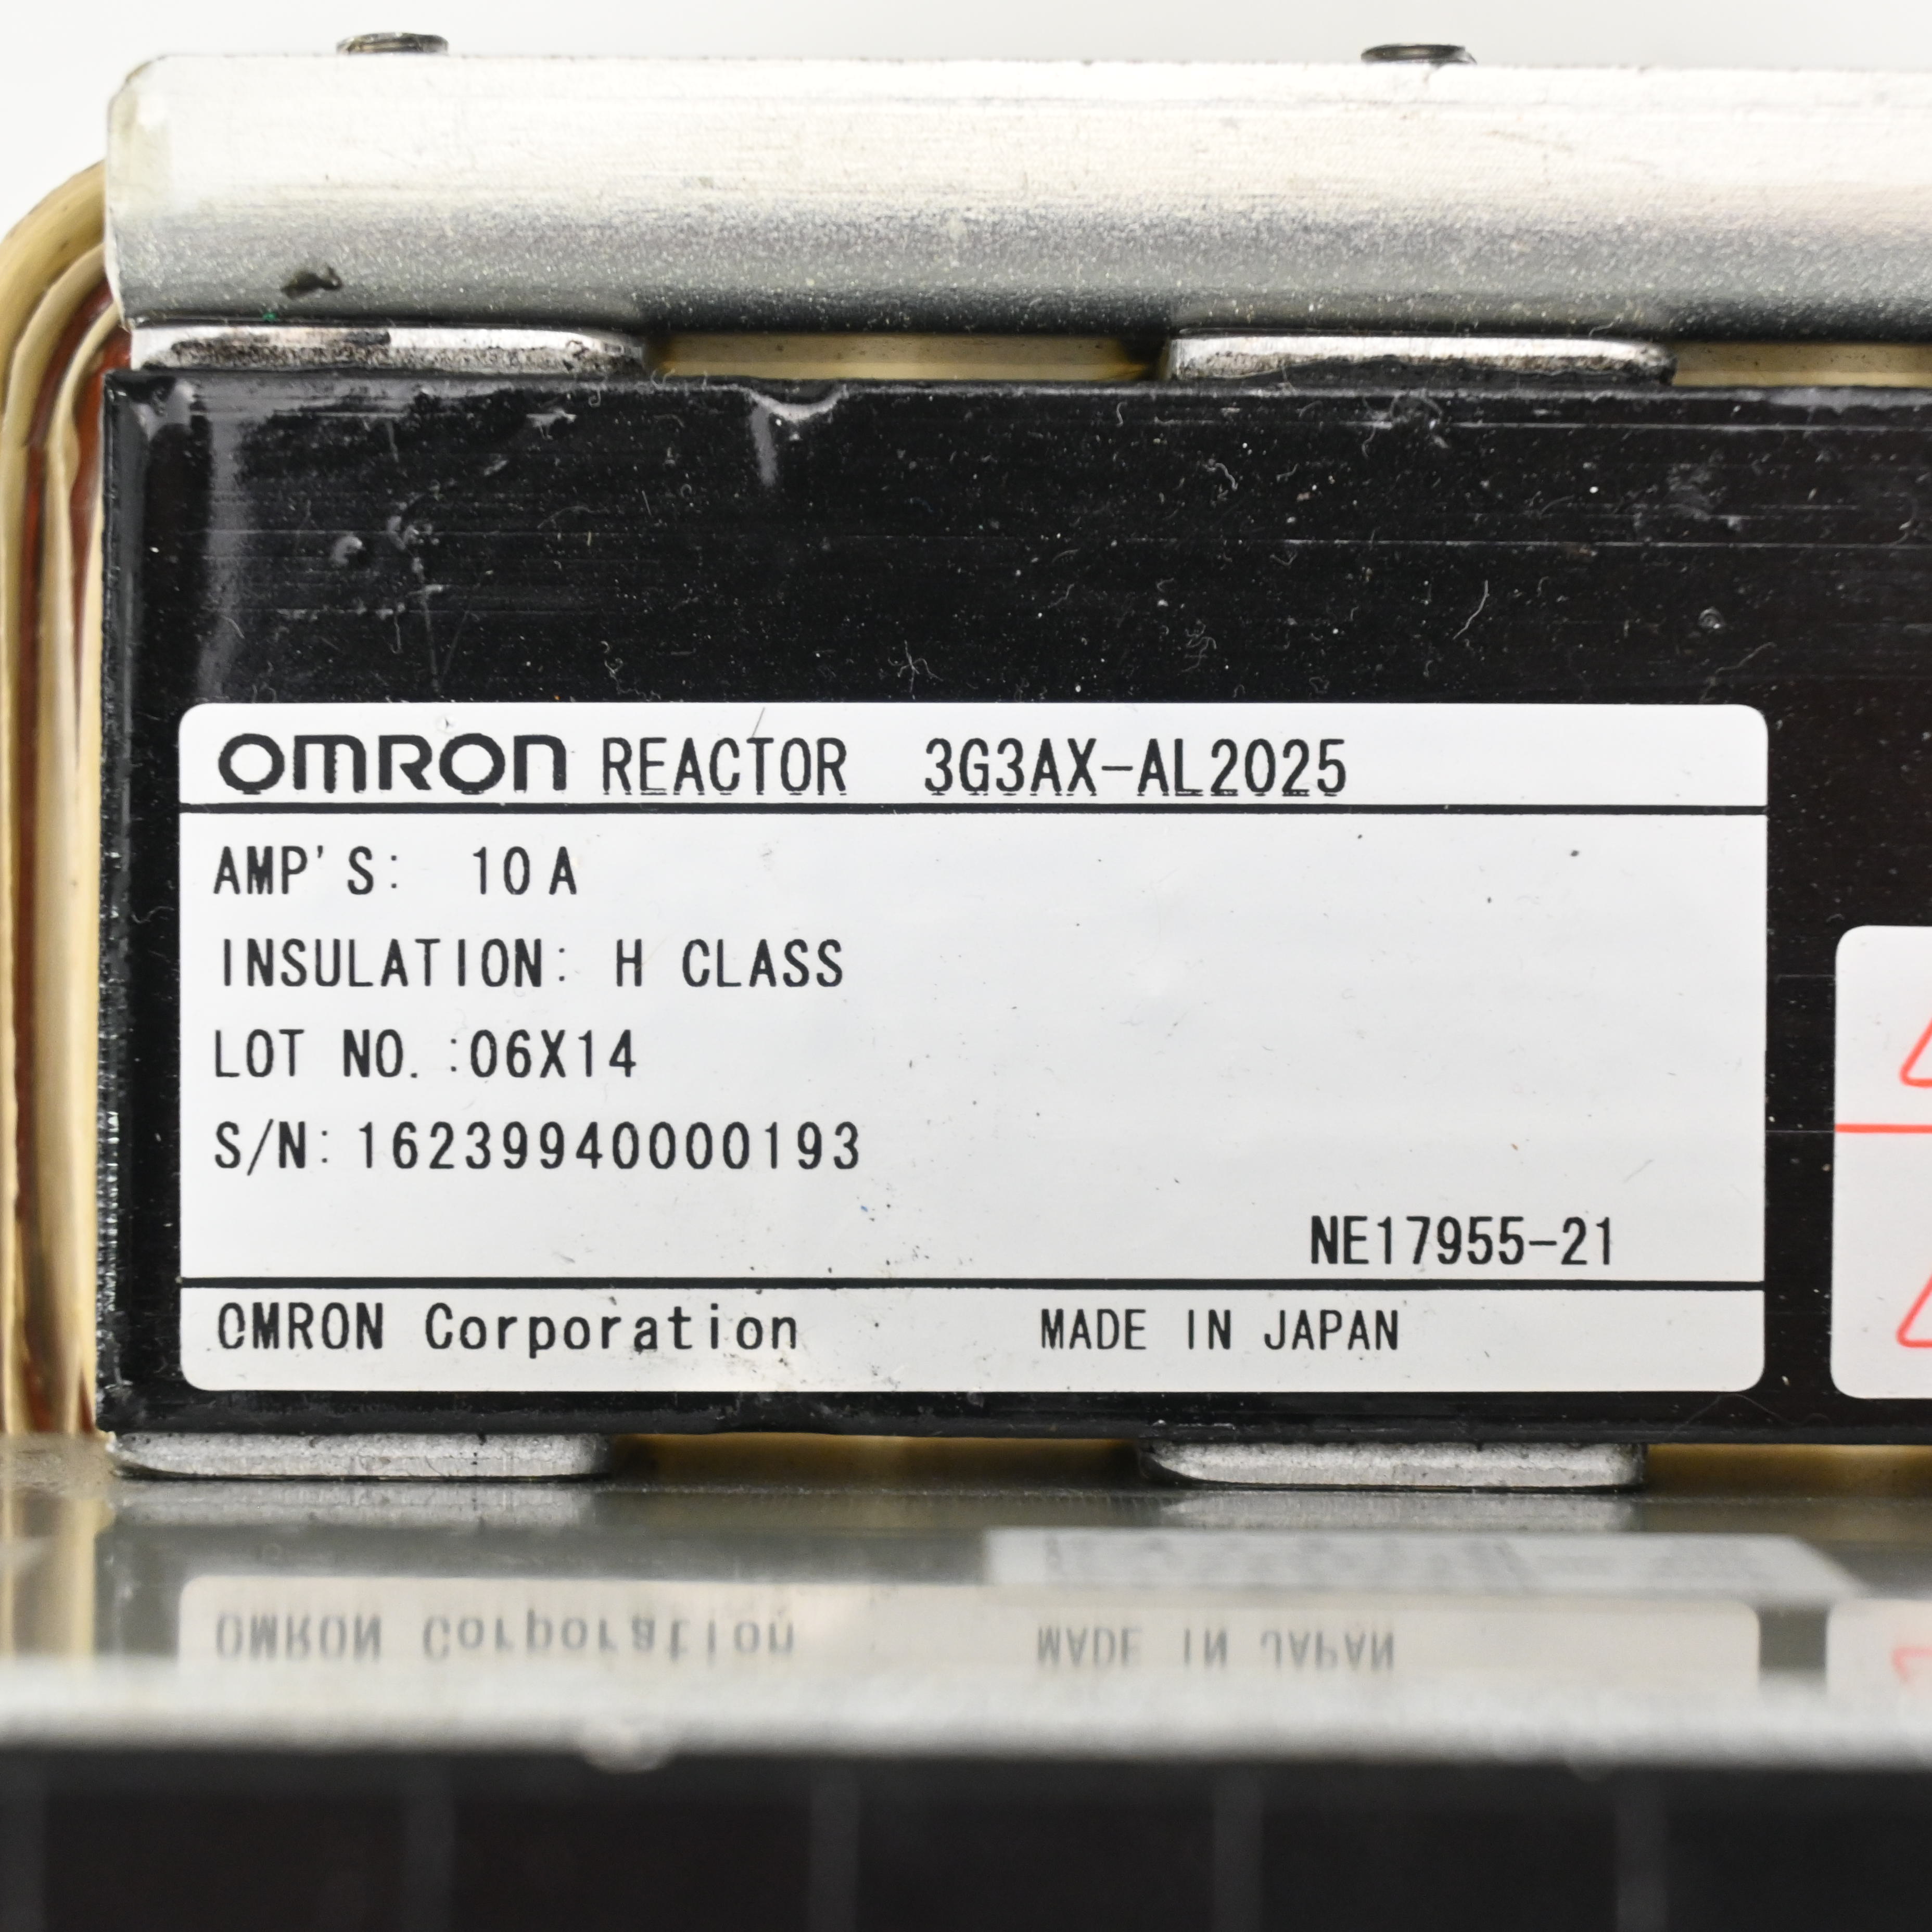 OMRON REACTOR 3G3AX-AL2025
AMP'S: 10A
INSULATION: H CLASS
LOT NO.:06X14
S/N:16239940000193
NE17955-21
OMRON Corporation MADE IN JAPAN